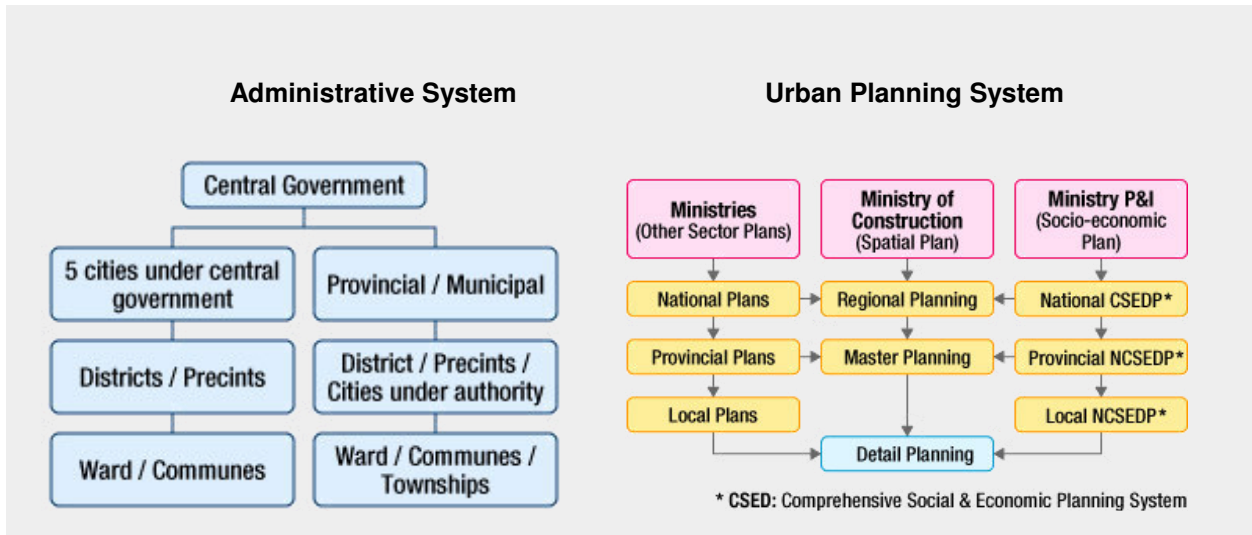 Administrative System
Central Government
5 cities under central
government
Provincial / Municipal
Districts / Precints
District / Precints /
Cities under authority
Ward / Communes
Ward / Communes /
Townships
Urban Planning System
Ministries
(Other Sector Plans)
Ministry of
Construction
(Spatial Plan)
Ministry P&I
(Socio-economic
Plan)
National Plans
Regional Planning
National CSEDP*
Provincial Plans
Master Planning
Provincial NCSEDP*
Local Plans
Local NCSEDP*
Detail Planning
* CSED: Comprehensive Social & Economic Planning System